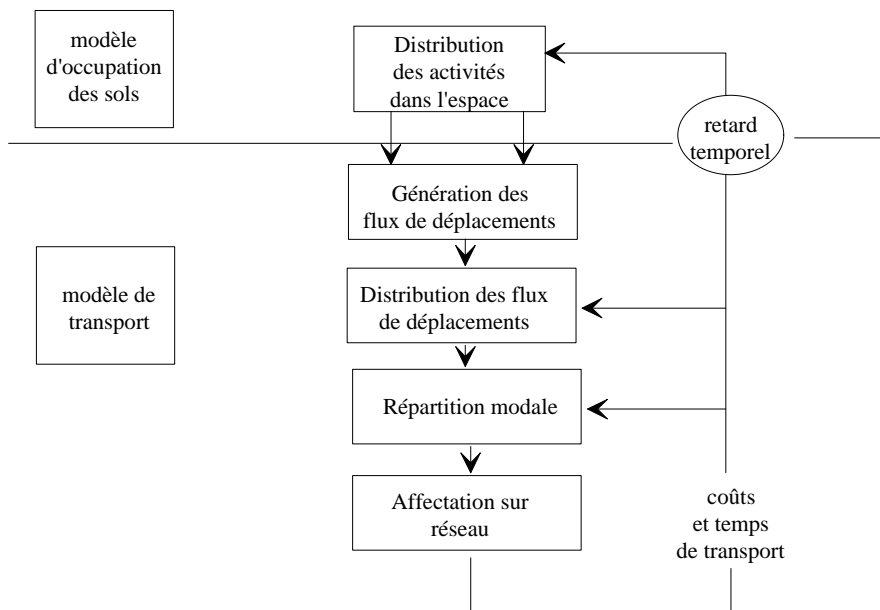 modèle
d'occupation
des sols
Distribution
des activités
dans l'espace
retard
temporel
Génération des
flux de déplacements
modèle de
transport
Distribution des flux
de déplacements
Répartition modale
Affectation sur
réseau
coûts
et temps
de transport